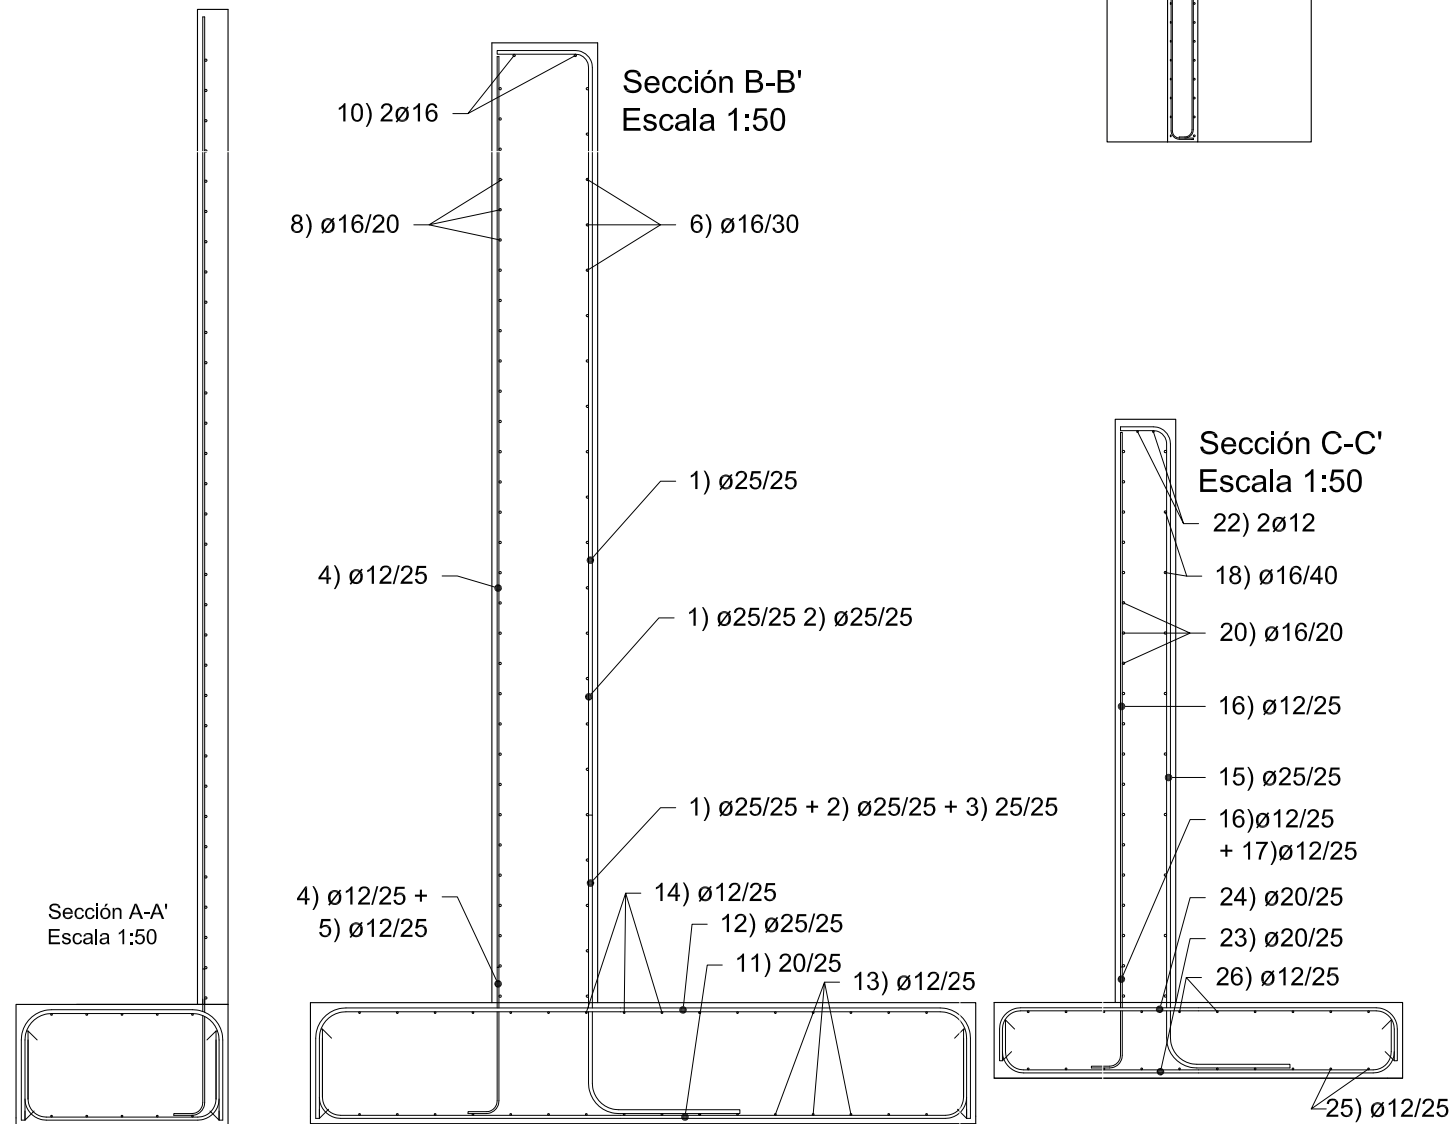 Sección B-B'
Escala 1:50
10) 2ø16
8) ø16/20
6) ø16/30
1) ø25/25
4) ø12/25
1) ø25/25 2) ø25/25
1) ø25/25 + 2) ø25/25 + 3) 25/25
4) ø12/25 +
5) ø12/25
14) ø12/25
12) ø25/25
11) 20/25
13) ø12/25
Sección A-A'
Escala 1:50
Sección C-C'
Escala 1:50
22) 2ø12
18) ø16/40
20) ø16/20
16) ø12/25
15) ø25/25
16)ø12/25
+ 17)ø12/25
24) ø20/25
23) ø20/25
26) ø12/25
25) ø12/25